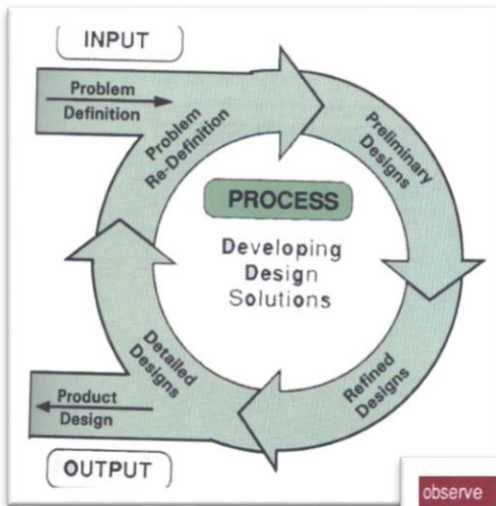 INPUT
Problem
Definition
Problem
Re-Definition
Preliminary
Designs
PROCESS
Developing
Design
Solutions
Refined
Designs
Detailed
Designs
Product
Design
OUTPUT
observe